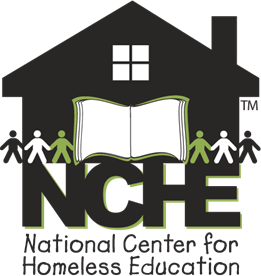 TM
NCHE
National Center for
Homeless Education